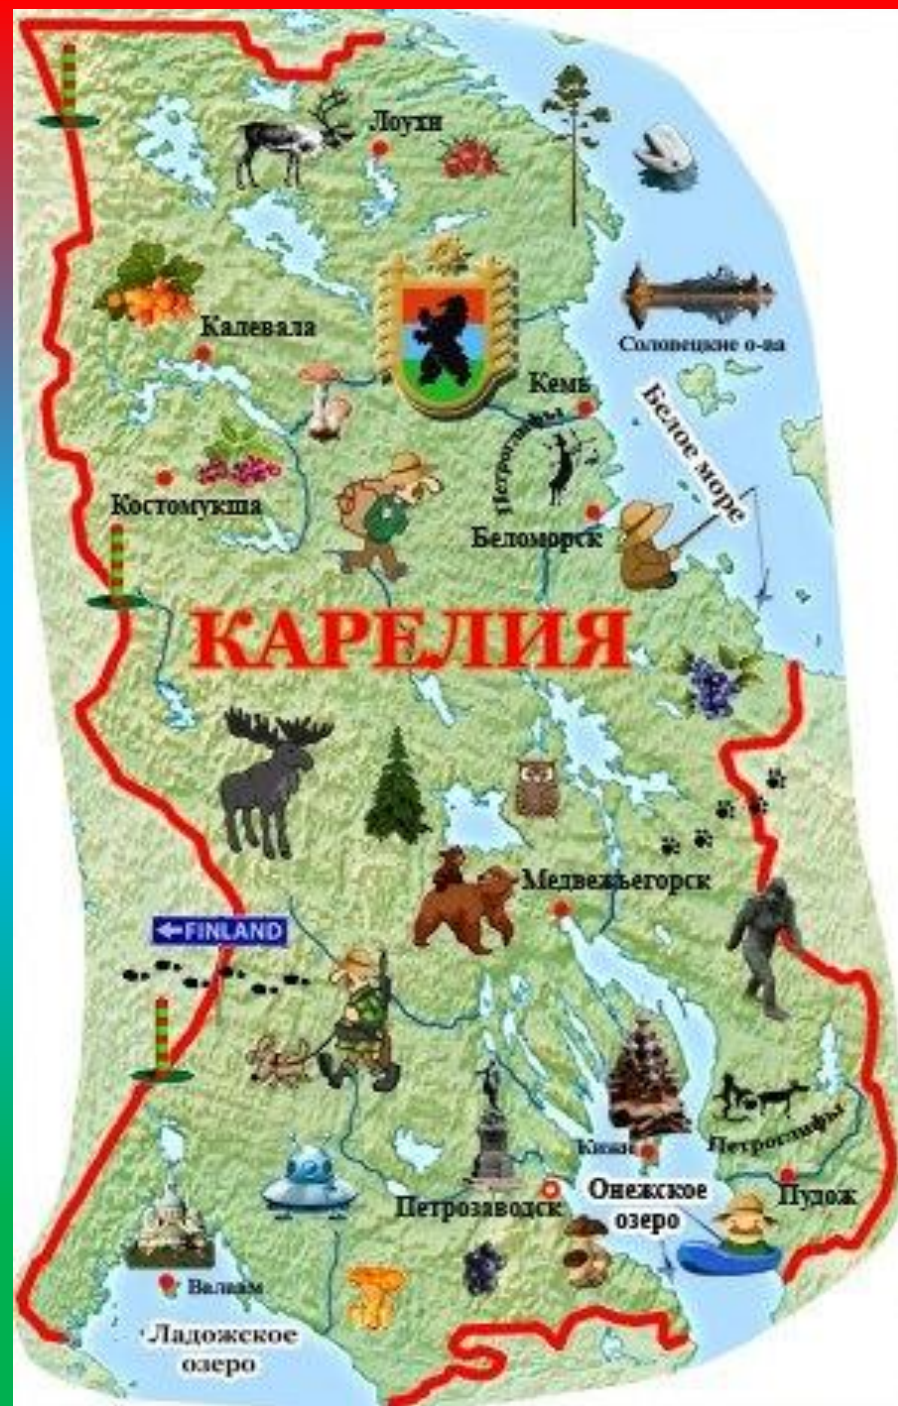 Лоухи
Калевала
Соловецкие о-ва
Кемь
Петроглифы
Белое море
Костомукша
Беломорск
КАРЕЛИЯ
Медвежьегорск
FINLAND
Петроглифы
Кижи
Онежское
озеро
Пудож
Петрозаводск
Валаам
Ладожское
озеро